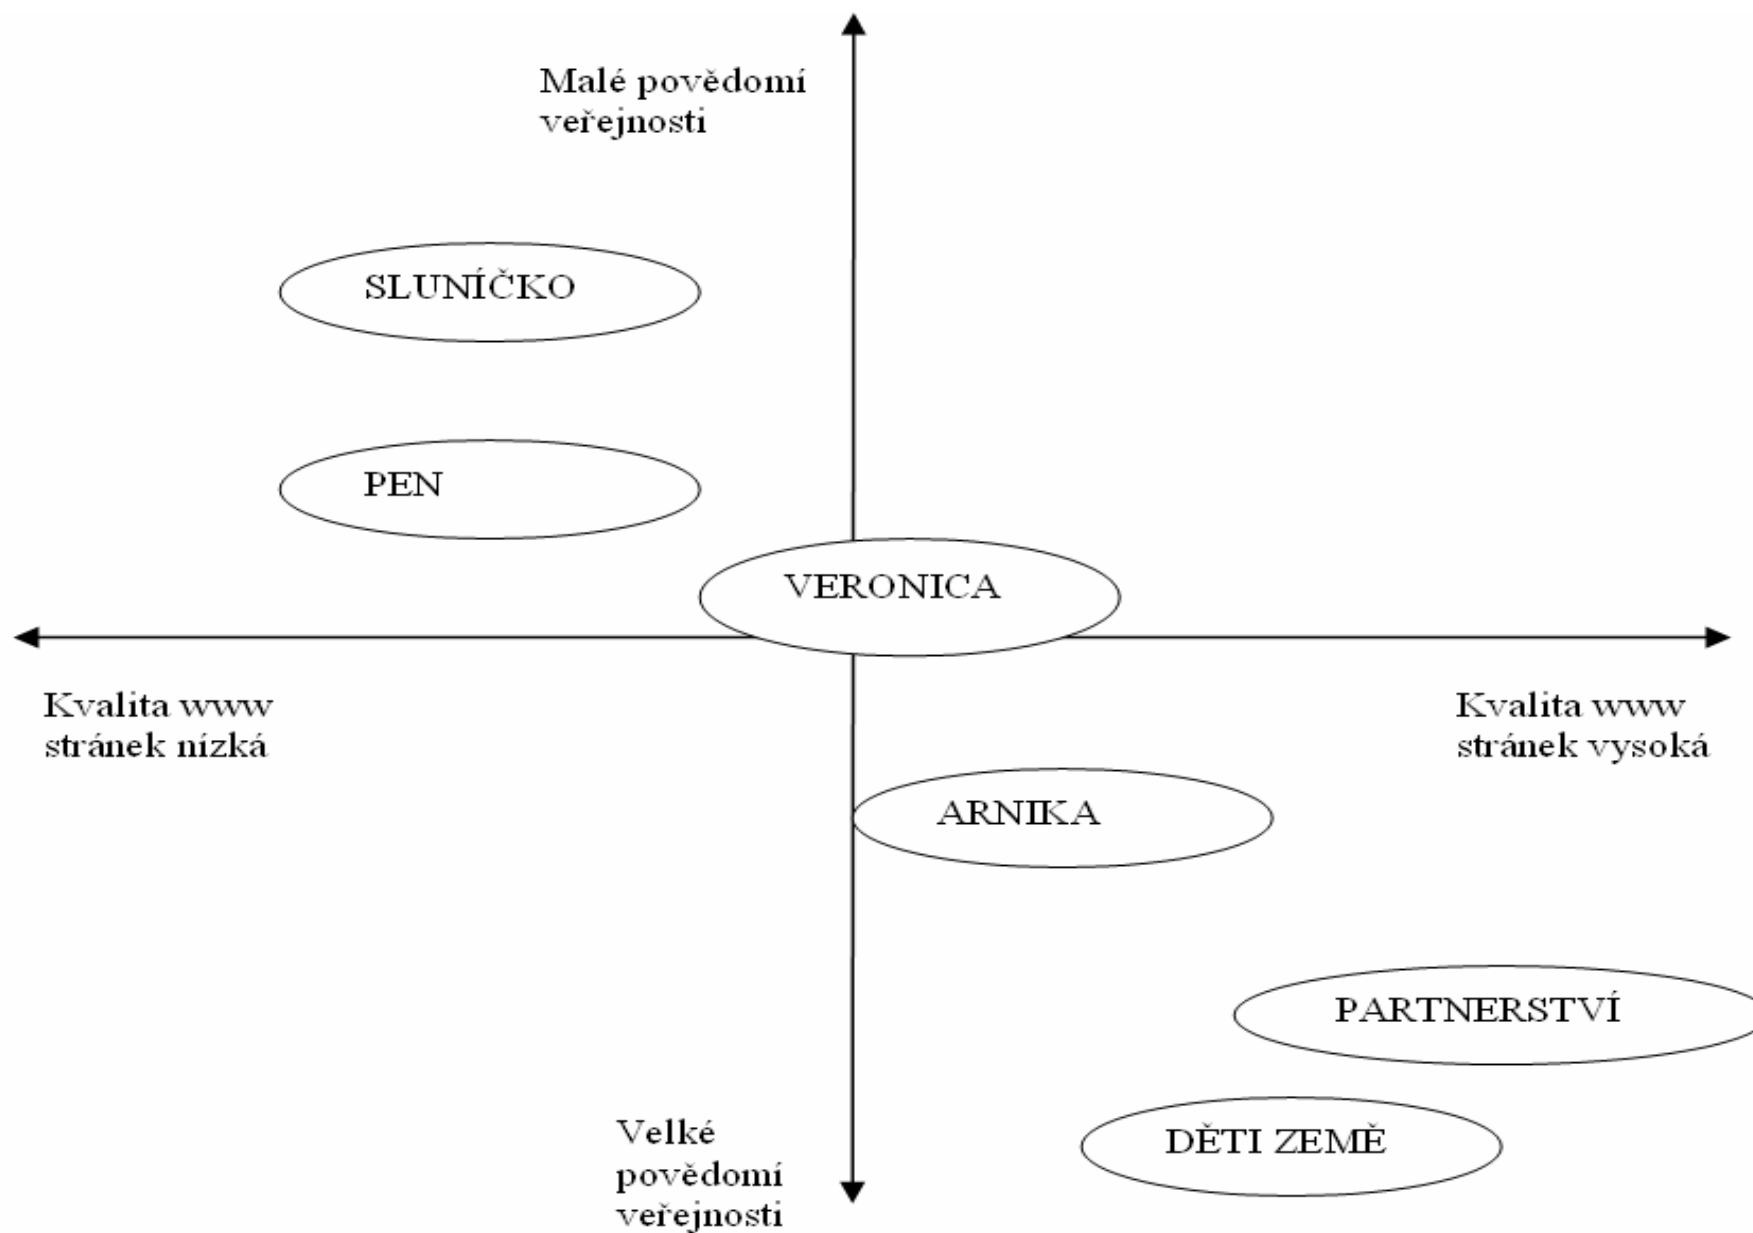 Malé povědomí
veřejnosti
SLUNÍČKO
PEN
VERONICA
Kvalita www
stránek nízká
Kvalita www
stránek vysoká
ARNIKA
PARTNERSTVÍ
DĚTI ZEMĚ
Velké
povědomí
veřejnosti